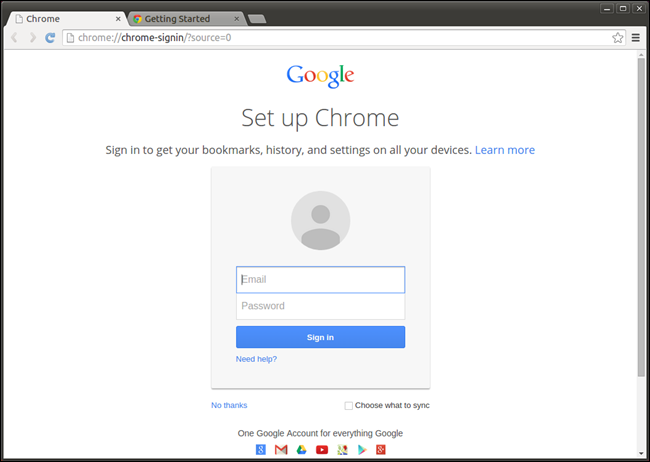 Chrome
Getting Started
chrome://chrome-signin/?source=0
Google
Set up Chrome
Sign in to get your bookmarks, history, and settings on all your devices. Learn more
Email
Password
Sign in
Need help?
No thanks
Choose what to sync
One Google Account for everything Google